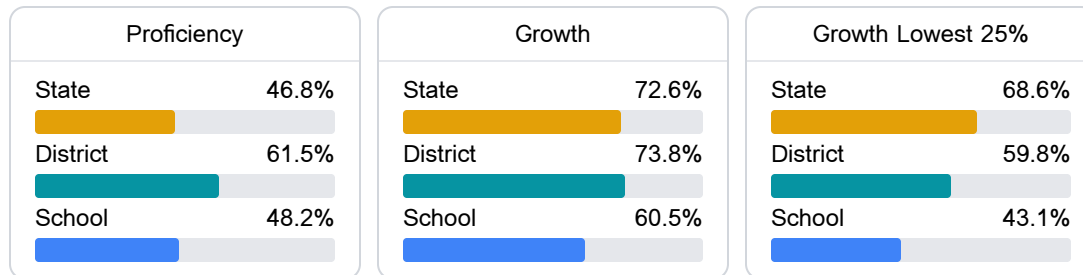 Proficiency
State 46.8%
District 61.5%
School 48.2%
Growth
State 72.6%
District 73.8%
School 60.5%
Growth Lowest 25%
State 68.6%
District 59.8%
School 43.1%